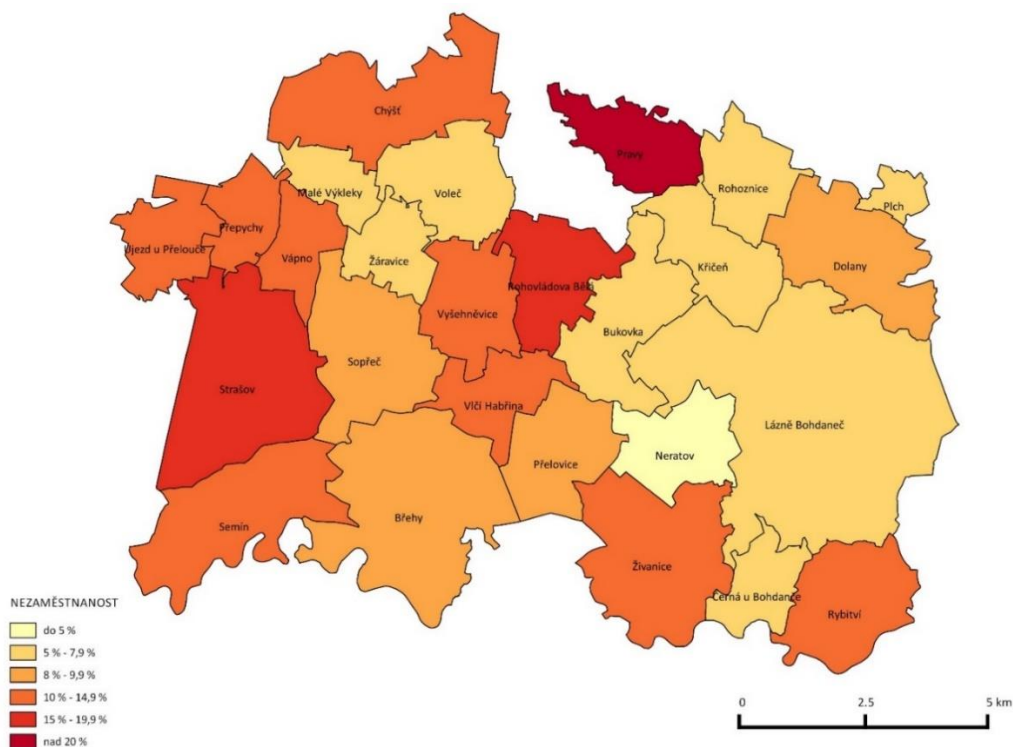 Chýšť
Pravy
Malé Výkleky
Voleč
Rohoznice
Plch
Přepychy
Újezd u Přelouče
Vápno
Žáravice
Křičeň
Dolany
Rohovládova Bělá
Vyšehněvice
Bukovka
Sopřeč
Strašov
Vlčí Habřina
Lázně Bohdaneč
Neratov
Přelovice
Břehy
Semín
Živanice
Černá u Bohdanče
Rybitví
NEZAMĚSTNANOST
do 5 %
5 % - 7,9 %
8 % - 9,9 %
10 % - 14,9 %
15 % - 19,9 %
nad 20 %
0 2.5 5 km